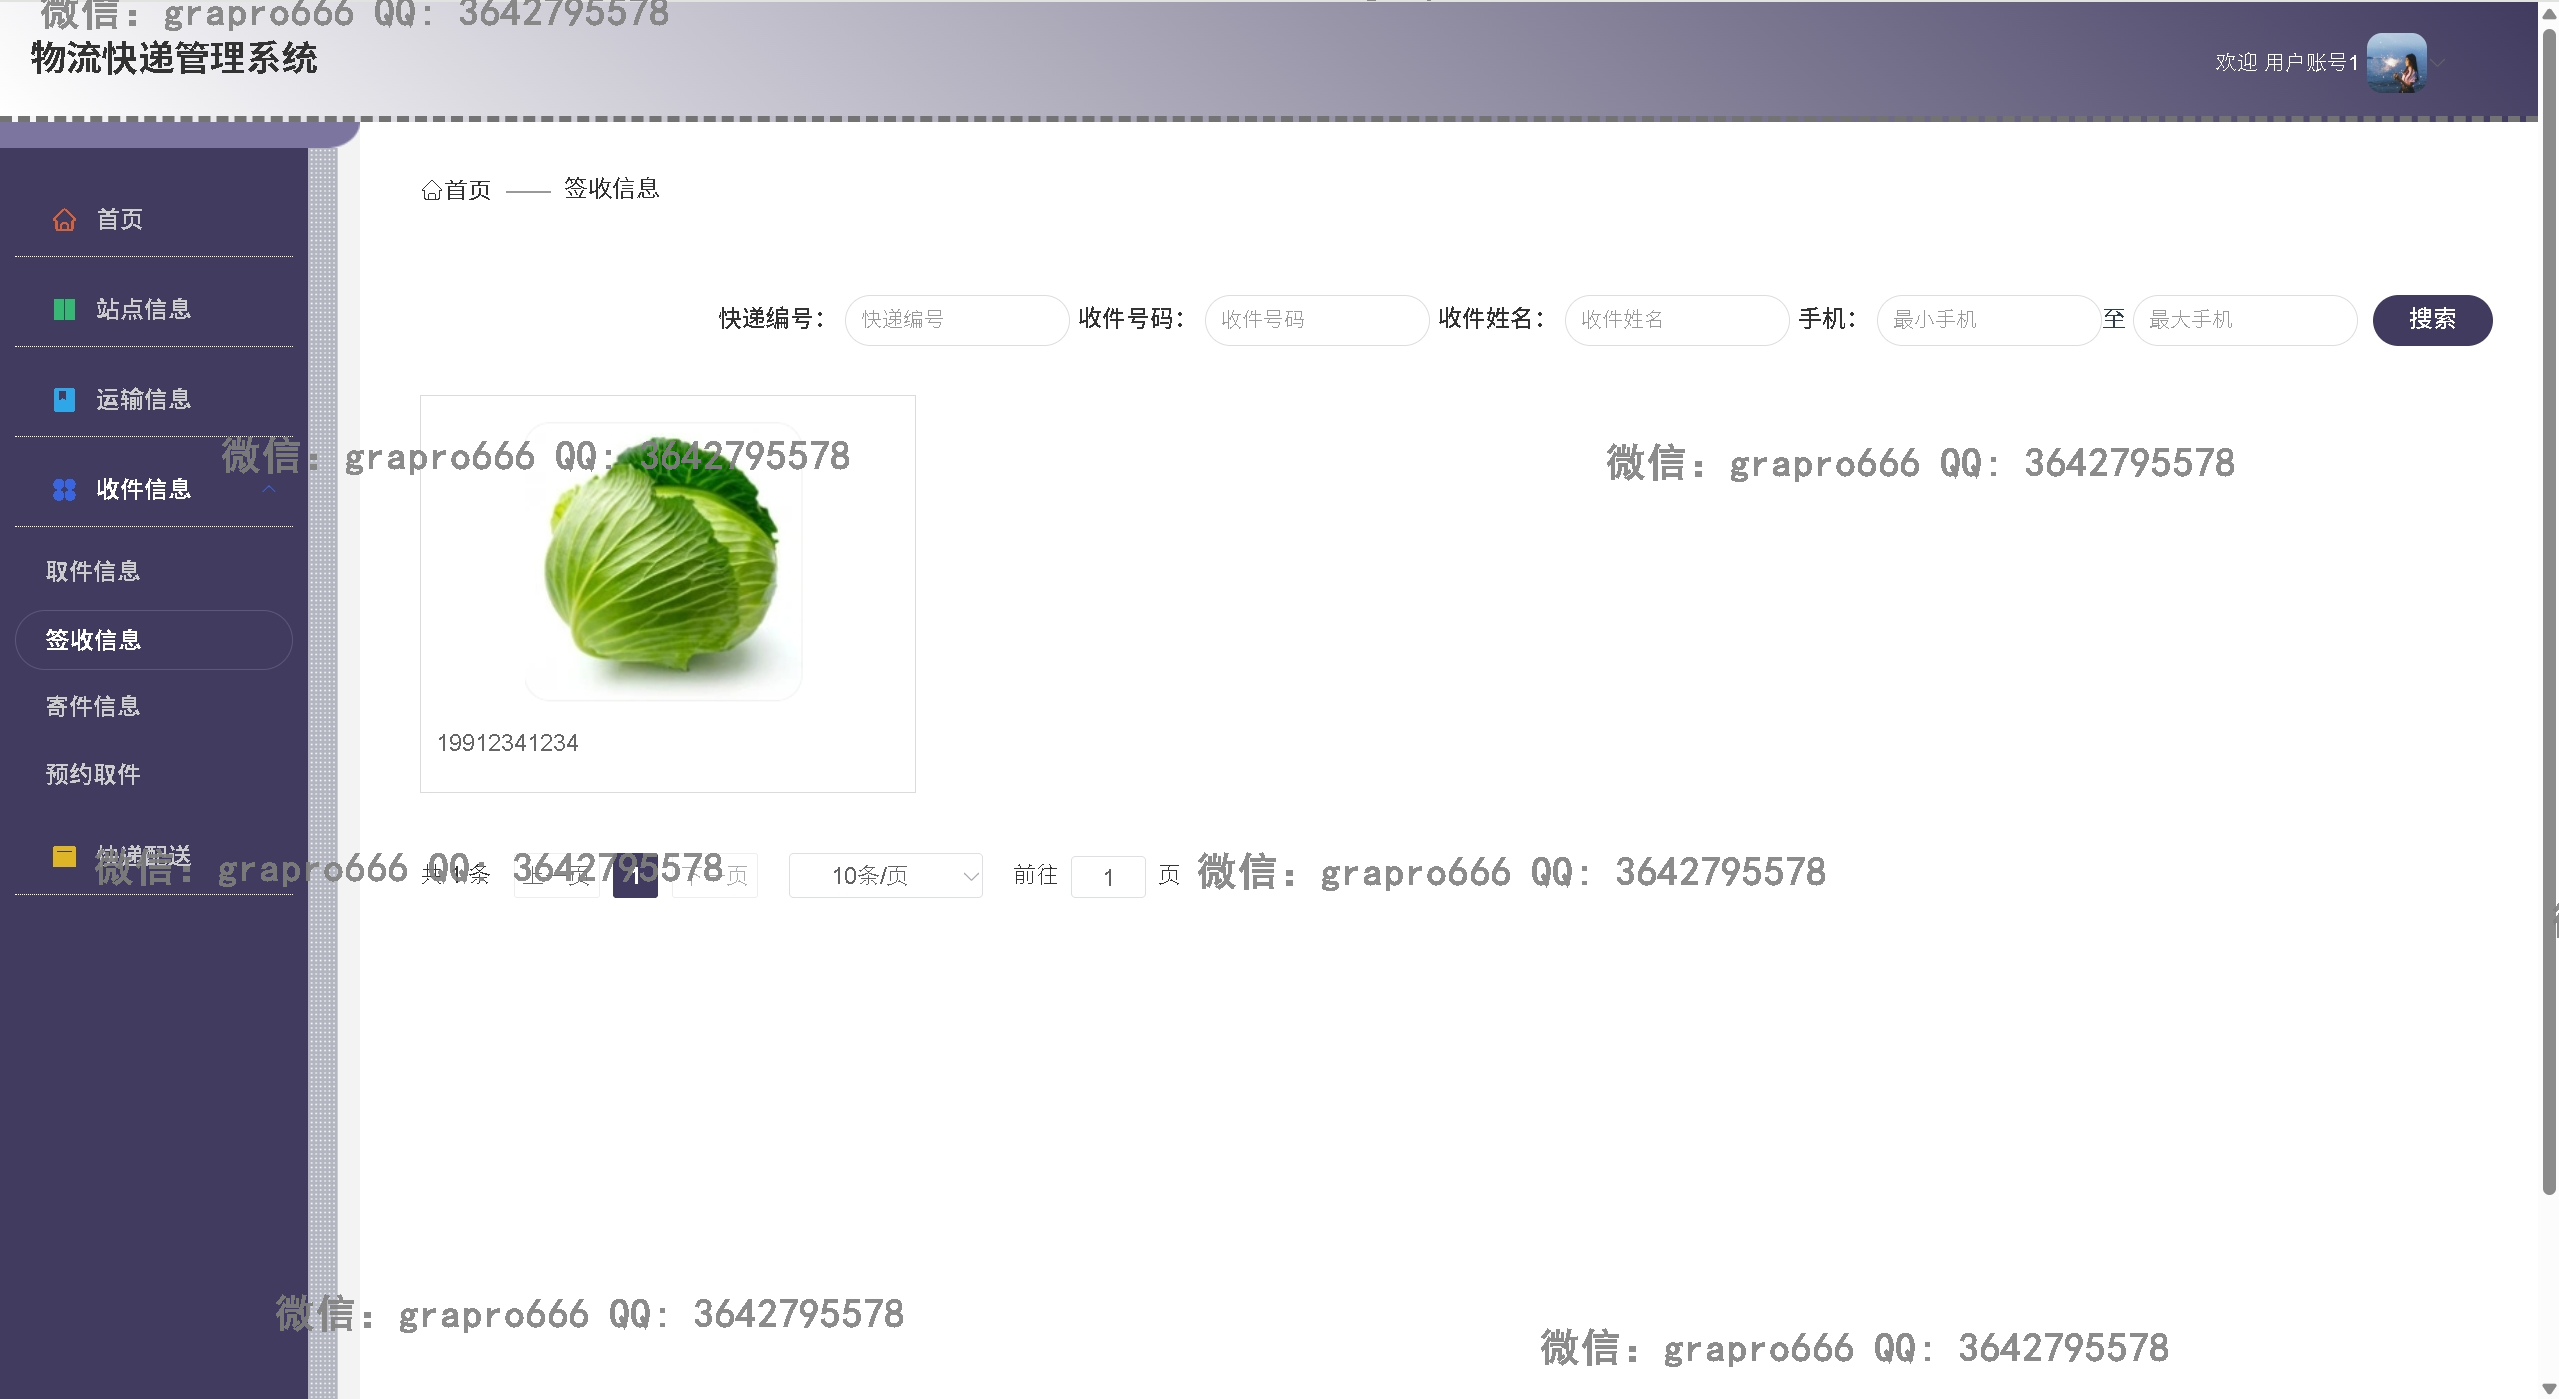 微信: grapro666 QQ: 3642795578
物流快递管理系统
欢迎 用户账号1
首页 签收信息
首页
站点信息
运输信息
收件信息
取件信息
签收信息
寄件信息
预约取件
快递配送
快递编号: 快递编号 收件号码: 收件号码 收件姓名: 收件姓名 手机: 最小手机 至 最大手机 搜索
微信: grapro666 QQ: 3642795578
微信: grapro666 QQ: 3642795578
19912341234
共 1 条 上一页 1 下一页 10条/页 前往 1 页
微信: grapro666 QQ: 3642795578
微信: grapro666 QQ: 3642795578
微信: grapro666 QQ: 3642795578
微信: grapro666 QQ: 3642795578